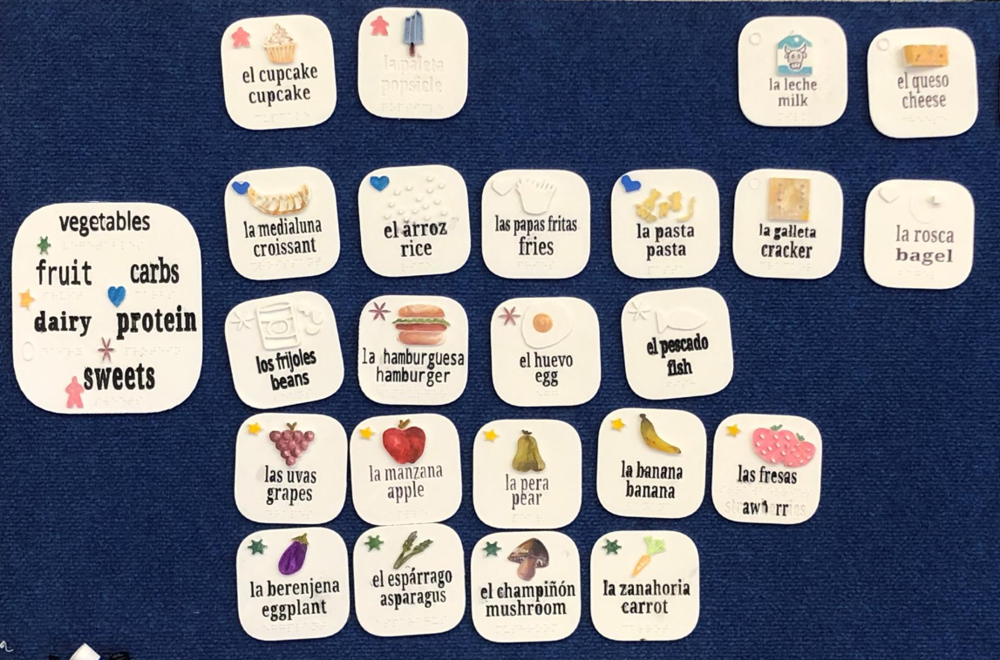 el cupcake
cupcake
la paleta
popsicle
la leche
milk
el queso
cheese
la medialuna
croissant
el arroz
rice
las papas fritas
fries
la pasta
pasta
la galleta
cracker
la rosca
bagel
vegetables
fruit carbs
dairy protein
sweets
los frijoles
beans
la hamburguesa
hamburger
el huevo
egg
el pescado
fish
las uvas
grapes
la manzana
apple
la pera
pear
la banana
banana
las fresas
strawberries
la berenjena
eggplant
el espárrago
asparagus
el champiñón
mushroom
la zanahoria
carrot